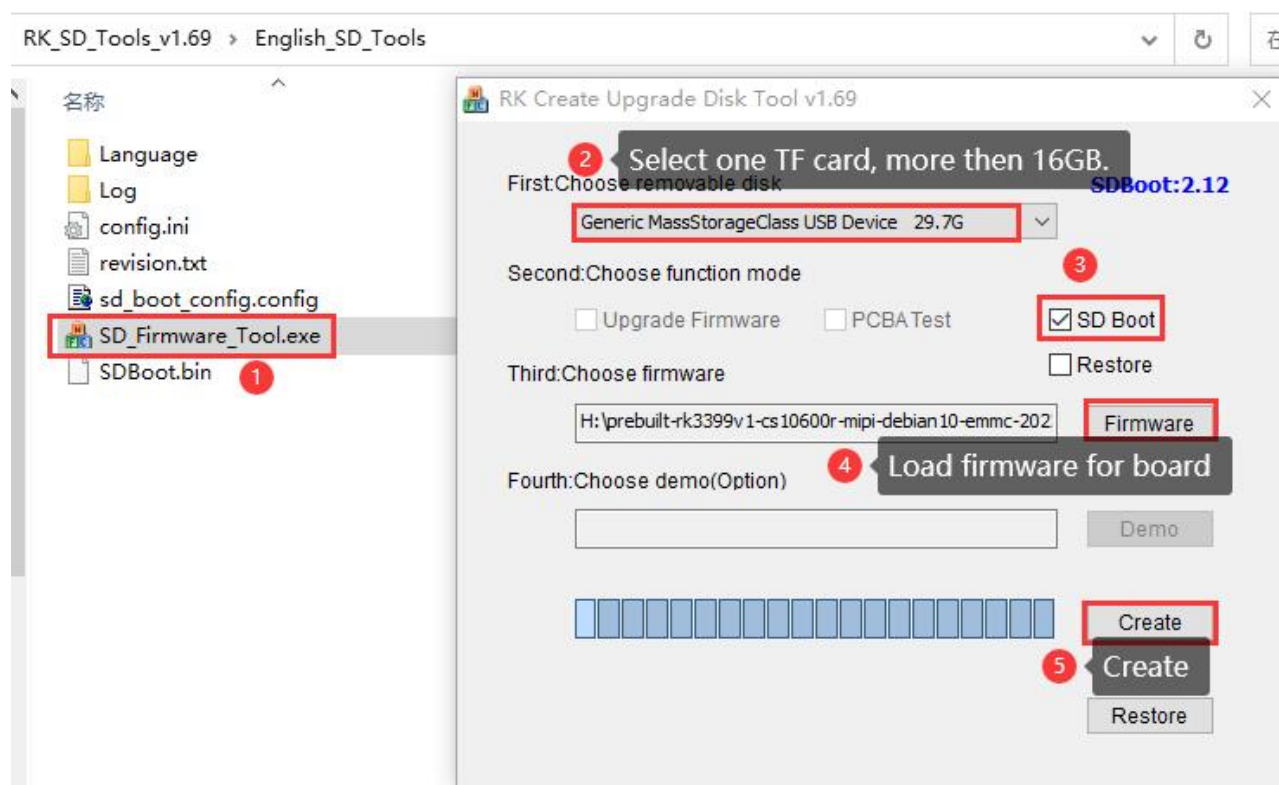 RK_SD_Tools_v1.69 › English_SD_Tools
名称
Language
Log
config.ini
revision.txt
sd_boot_config.config
SD_Firmware_Tool.exe
SDBoot.bin
1
RK Create Upgrade Disk Tool v1.69
2 Select one TF card, more then 16GB.
First:Choose removable disk
SDBoot:2.12
Generic MassStorageClass USB Device 29.7G
3
Second:Choose function mode
Upgrade Firmware PCBA Test SD Boot
Restore
Third:Choose firmware
H:\prebuilt-rk3399v1-cs10600r-mipi-debian10-emmc-202 Firmware
4 Load firmware for board
Fourth:Choose demo(Option)
Demo
Create
5 Create
Restore